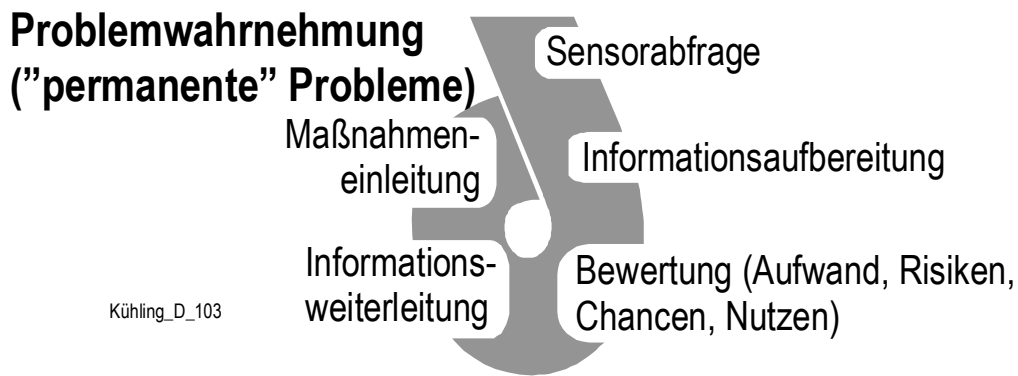 Problemwahrnehmung
(”permanente” Probleme)
Sensorabfrage
Informationsaufbereitung
Bewertung (Aufwand, Risiken,
Chancen, Nutzen)
Informations-
weiterleitung
Maßnahmen-
einleitung
Kühling_D_103